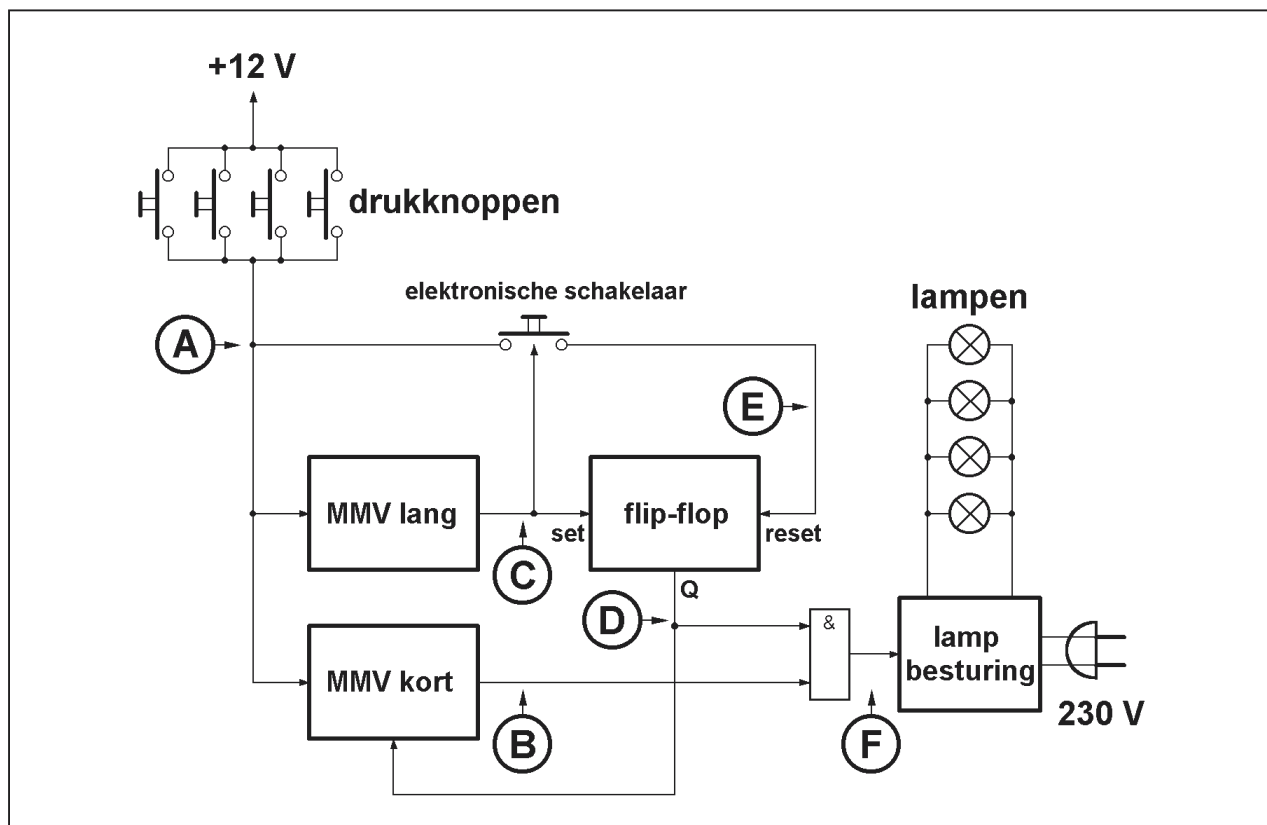 +12 V
drukknoppen
elektronische schakelaar
lampen
A
E
MMV lang
flip-flop
set
reset
C
Q
D
&
MMV kort
lamp
besturing
B
F
230 V